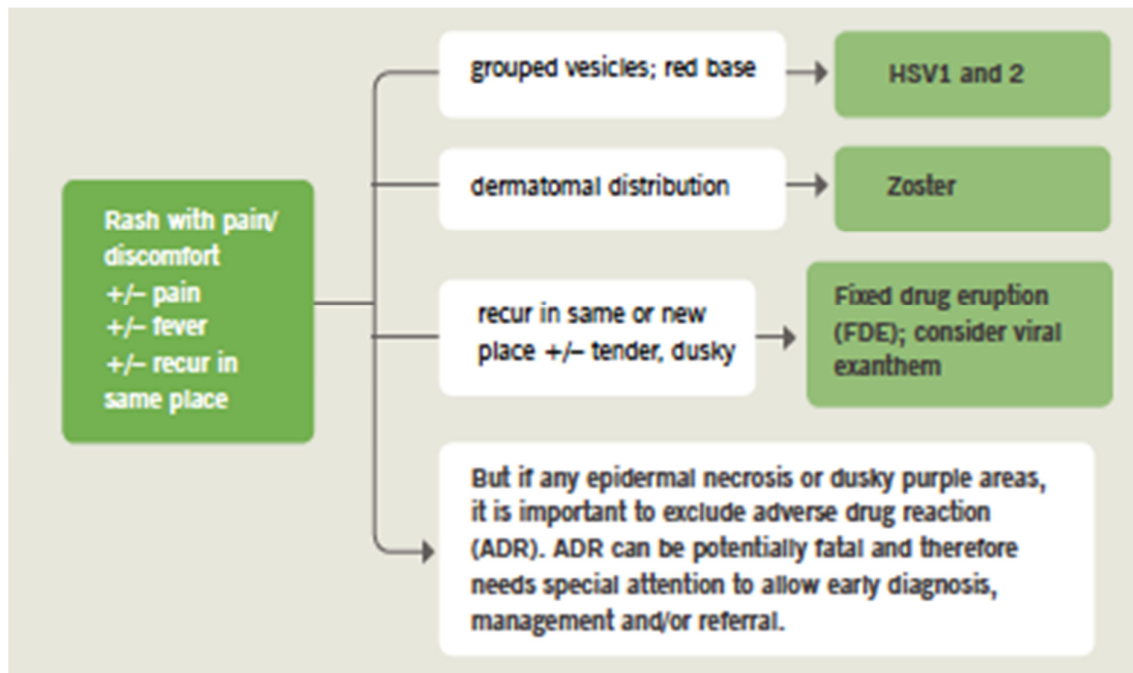 Rash with pain/
discomfort
+/– pain
+/– fever
+/– recur in
same place
grouped vesicles; red base
HSV1 and 2
dermatomal distribution
Zoster
recur in same or new
place +/– tender, dusky
Fixed drug eruption
(FDE); consider viral
exanthem
But if any epidermal necrosis or dusky purple areas,
it is important to exclude adverse drug reaction
(ADR). ADR can be potentially fatal and therefore
needs special attention to allow early diagnosis,
management and/or referral.